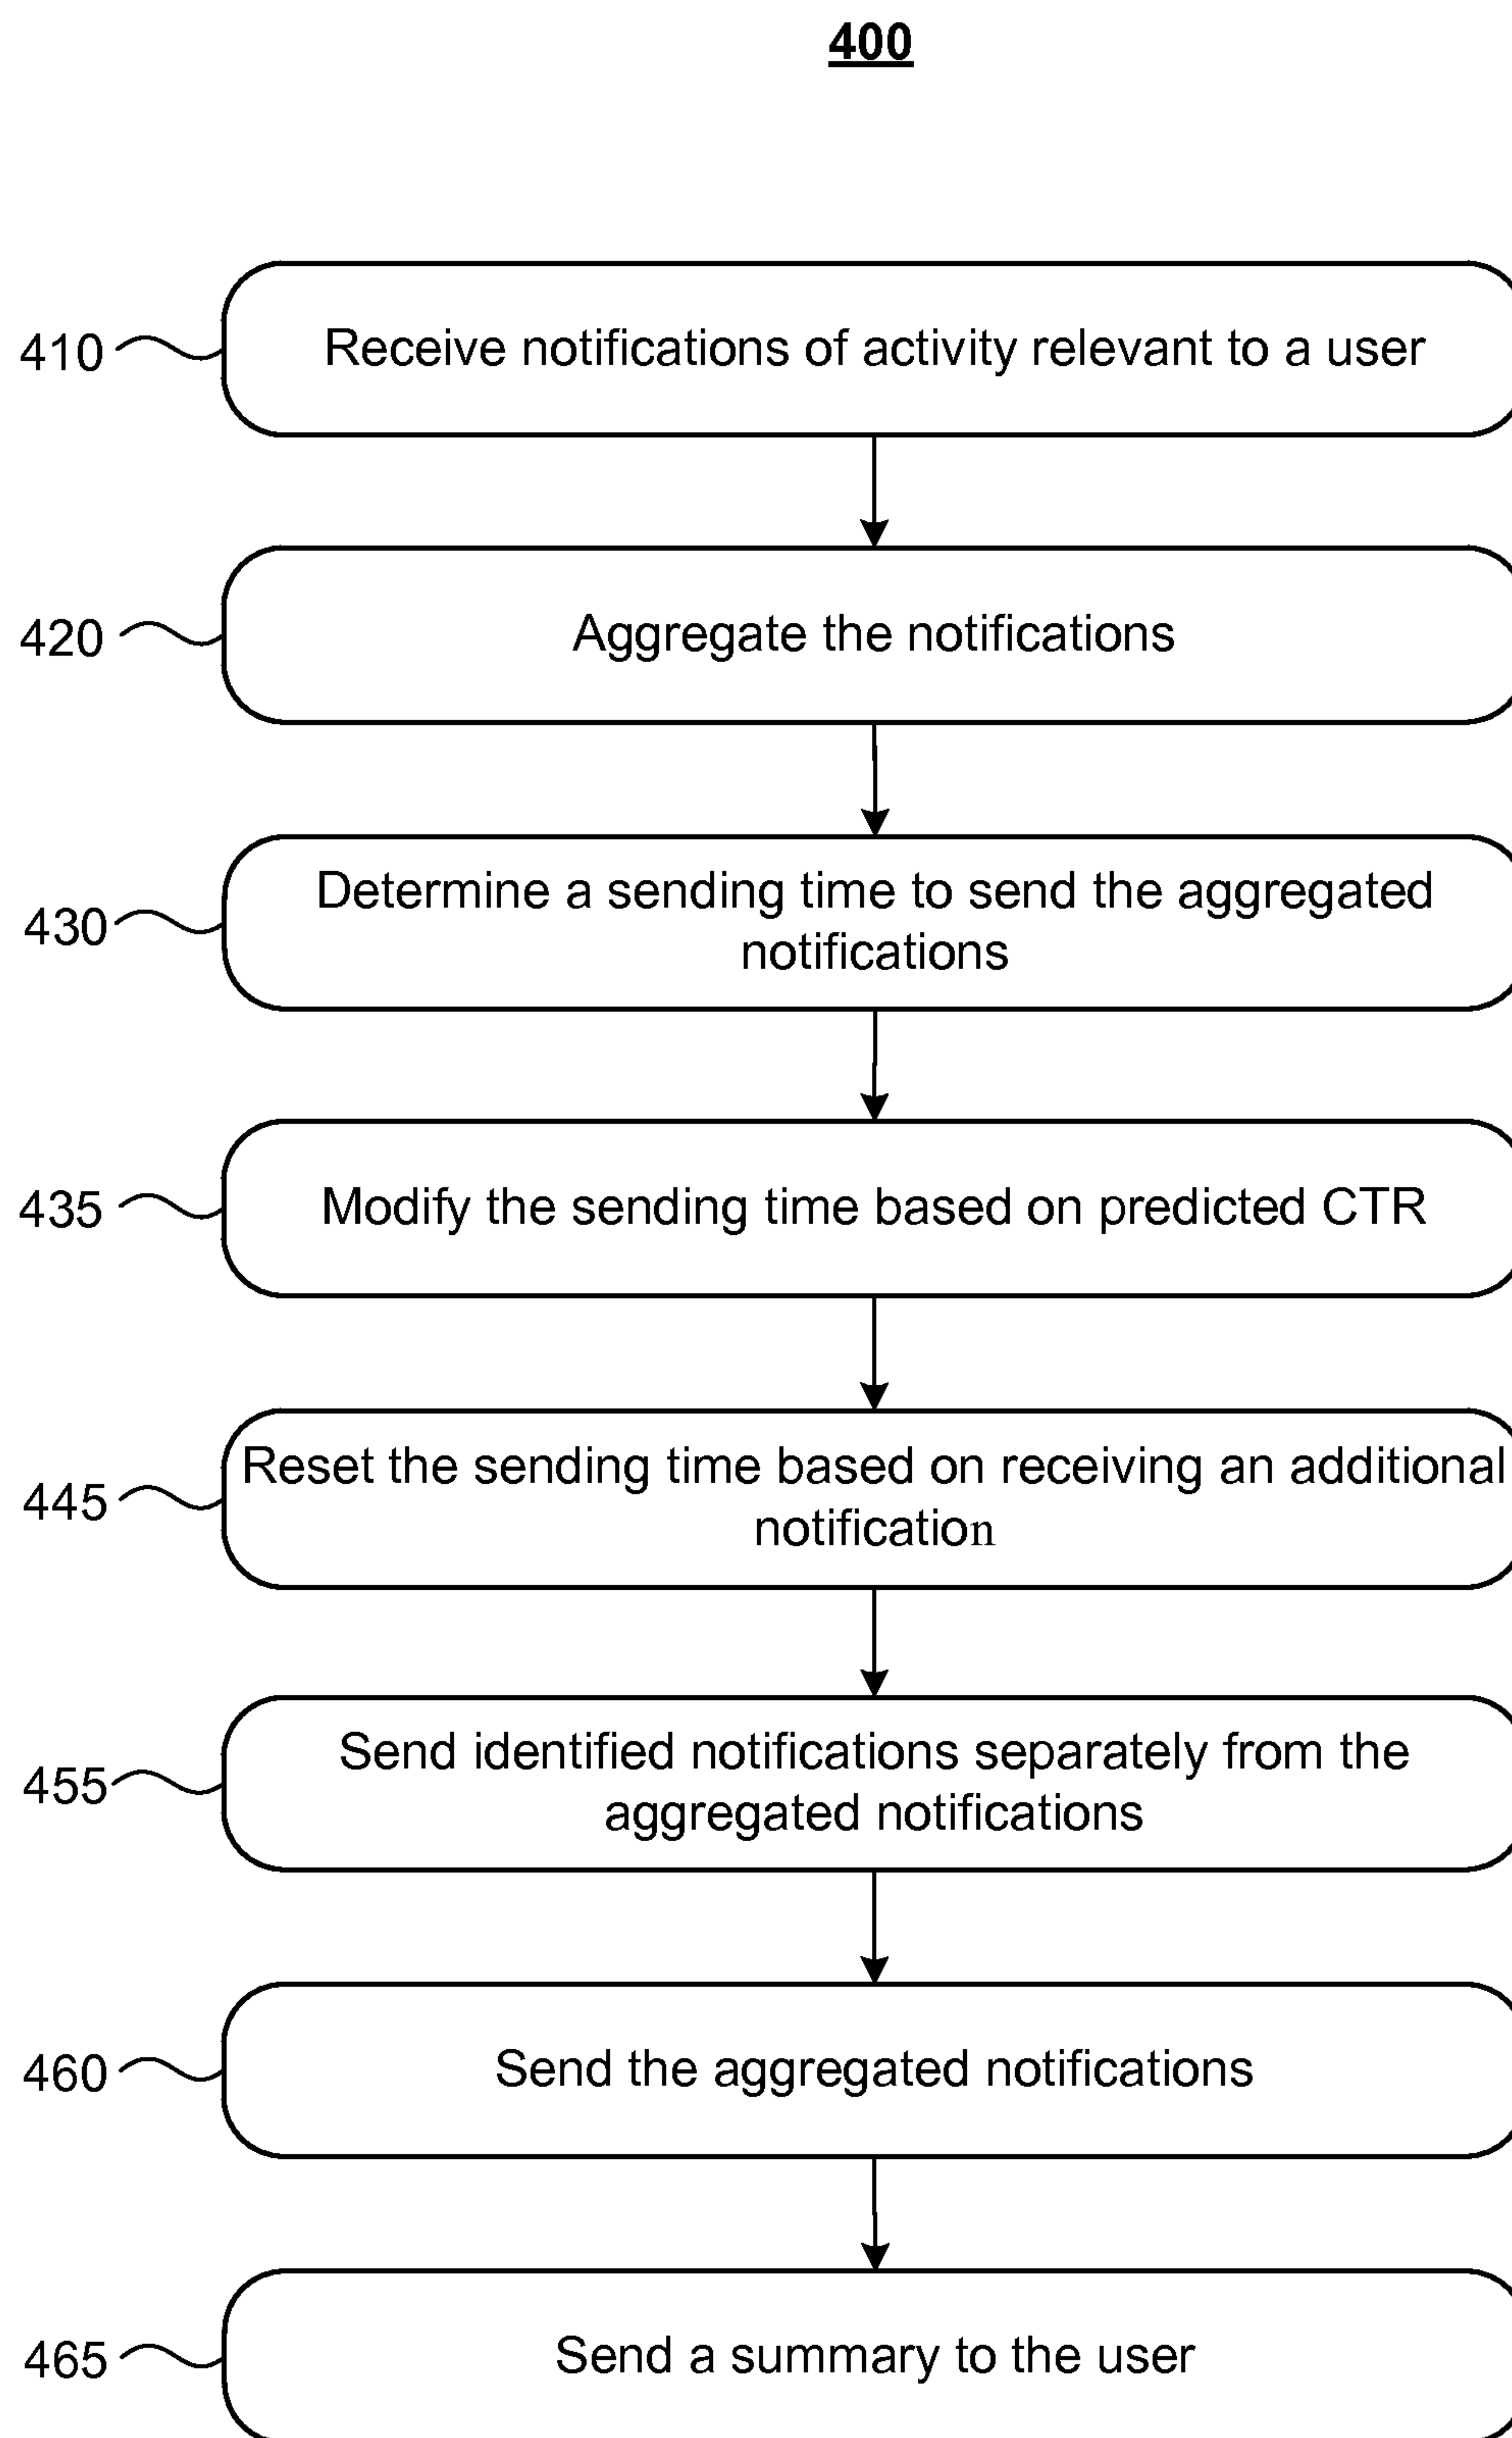 400
410
Receive notifications of activity relevant to a user
420
Aggregate the notifications
430
Determine a sending time to send the aggregated
notifications
435
Modify the sending time based on predicted CTR
445
Reset the sending time based on receiving an additional
notification
455
Send identified notifications separately from the
aggregated notifications
460
Send the aggregated notifications
465
Send a summary to the user